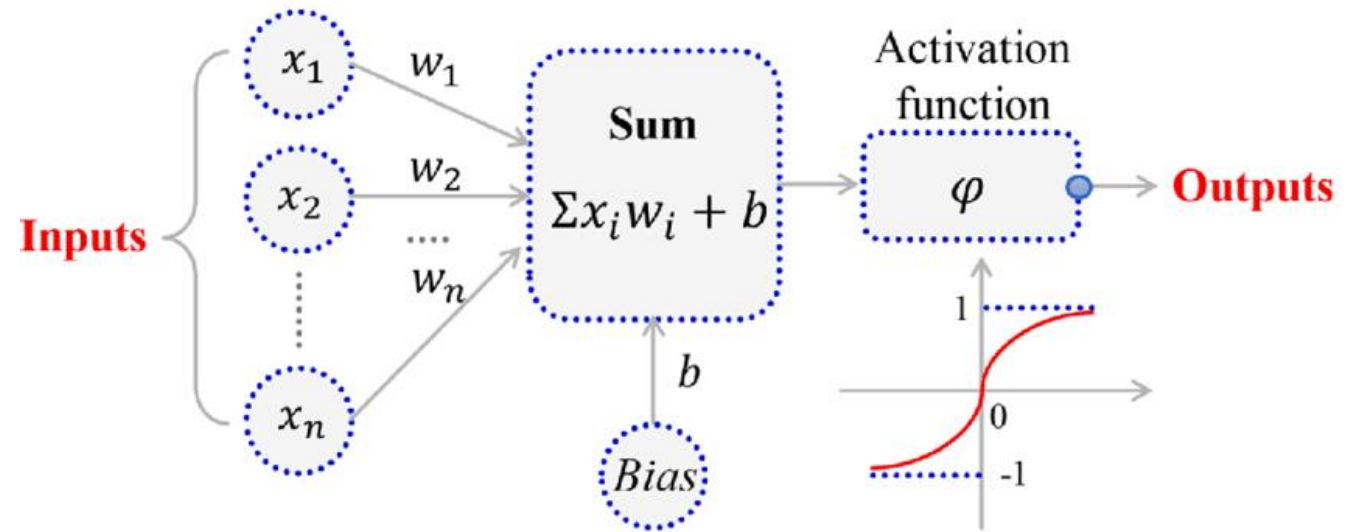 Inputs
x₁
x₂
xₙ
w₁
w₂
....
wₙ
Sum
Σxᵢwᵢ + b
b
Bias
Activation
function
φ
Outputs
1
0
-1